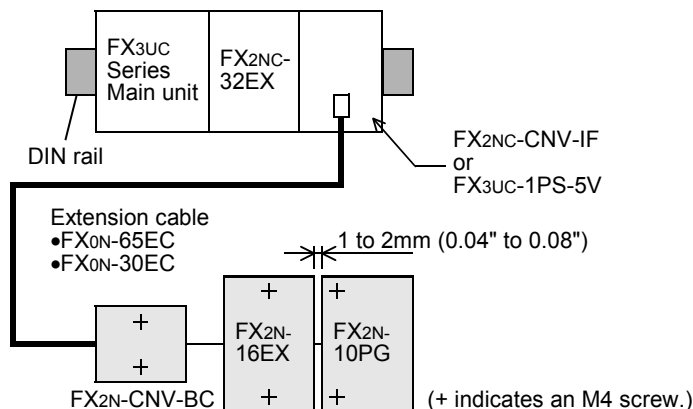 FX3UC
Series
Main unit
FX2NC-
32EX
DIN rail
FX2NC-CNV-IF
or
FX3UC-1PS-5V
Extension cable
•FX0N-65EC
•FX0N-30EC
1 to 2mm (0.04" to 0.08")
FX2N-
16EX
FX2N-
10PG
FX2N-CNV-BC
(+ indicates an M4 screw.)